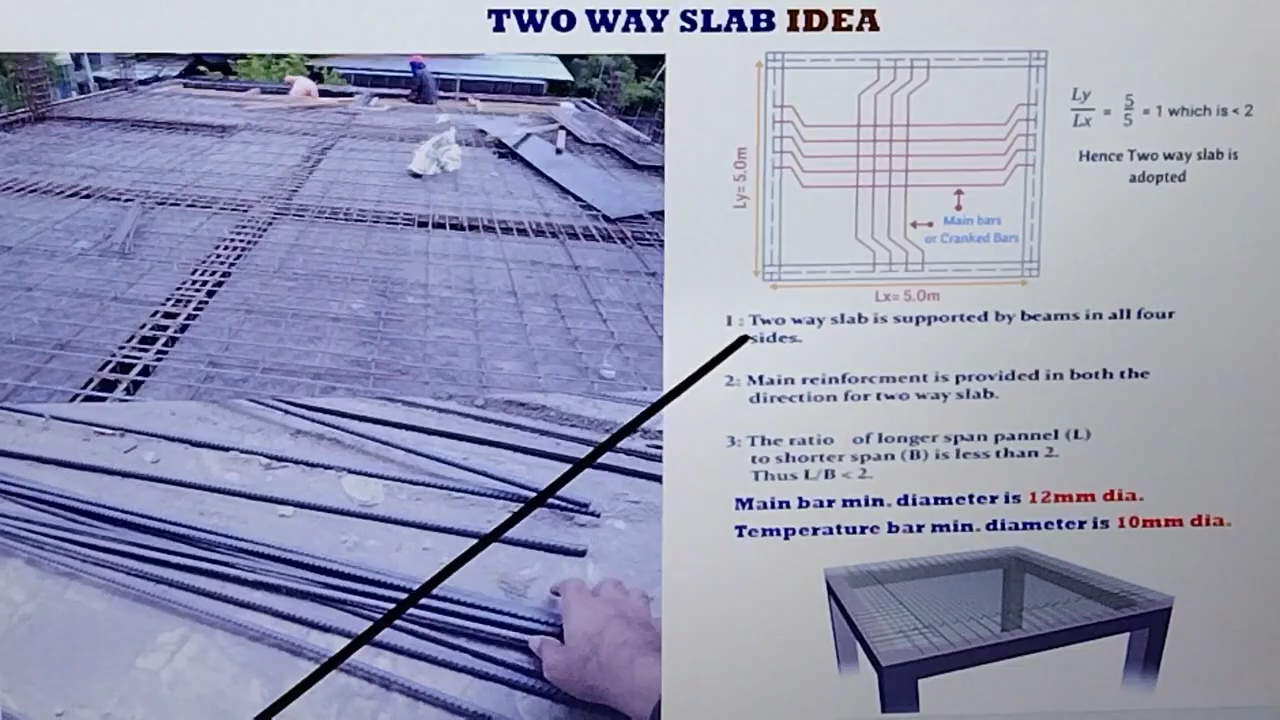 TWO WAY SLAB IDEA
Ly= 5.0m
Lx= 5.0m
Main bars
or Cranked Bars
Ly/Lx = 5/5 = 1 which is < 2
Hence Two way slab is
adopted
1 : Two way slab is supported by beams in all four
sides.
2: Main reinforcment is provided in both the
direction for two way slab.
3: The ratio of longer span pannel (L)
to shorter span (B) is less than 2.
Thus L/B < 2.
Main bar min. diameter is 12mm dia.
Temperature bar min. diameter is 10mm dia.